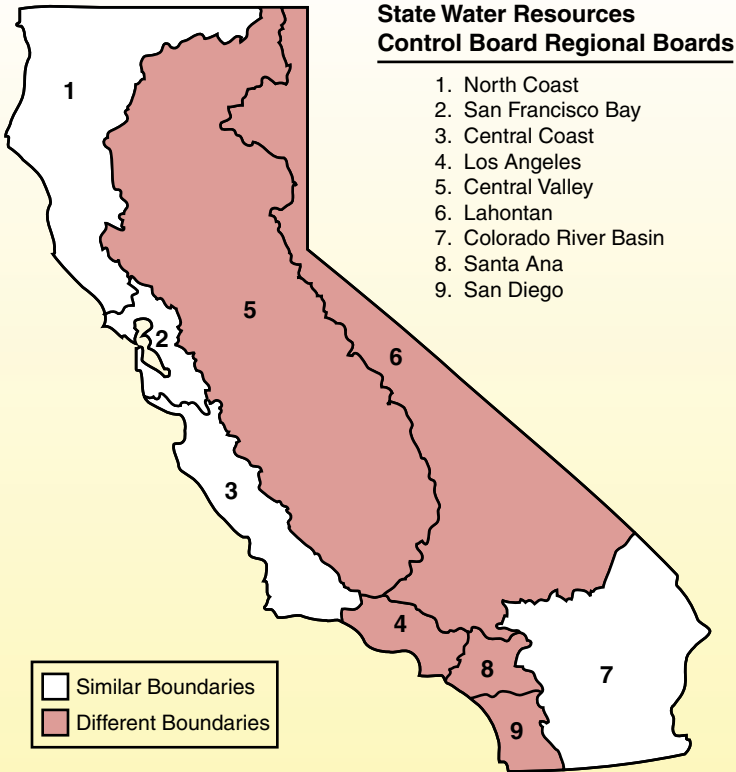 State Water Resources
Control Board Regional Boards
1. North Coast
2. San Francisco Bay
3. Central Coast
4. Los Angeles
5. Central Valley
6. Lahontan
7. Colorado River Basin
8. Santa Ana
9. San Diego
1
5
2
6
3
4
8
7
9
Similar Boundaries
Different Boundaries